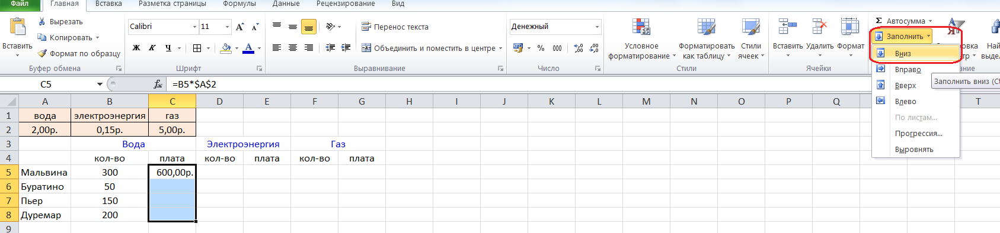 Файл Главная Вставка Разметка страницы Формулы Данные Рецензирование Вид
Вставить
Вырезать
Копировать
Формат по образцу
Буфер обмена
Calibri 11
Ж К Ч
Шрифт
Перенос текста
Объединить и поместить в центре
Выравнивание
Денежный
% 000
Число
Условное форматирование
Форматировать как таблицу
Стили ячеек
Стили
Вставить Удалить Формат
Ячейки
Σ Автосумма
Заполнить
Вниз
Вправо
Вверх
Влево
По листам...
Прогрессия...
Выровнять
Заполнить вниз (Ct
C5 fx =B5*$A$2
A B C D E F G H I J K L M N O P Q T
1 вода электроэнергия газ
2 2,00р. 0,15р. 5,00р.
3 Вода Электроэнергия Газ
4 кол-во плата кол-во плата кол-во плата
5 Мальвина 300 600,00р.
6 Буратино 50
7 Пьер 150
8 Дуремар 200
9